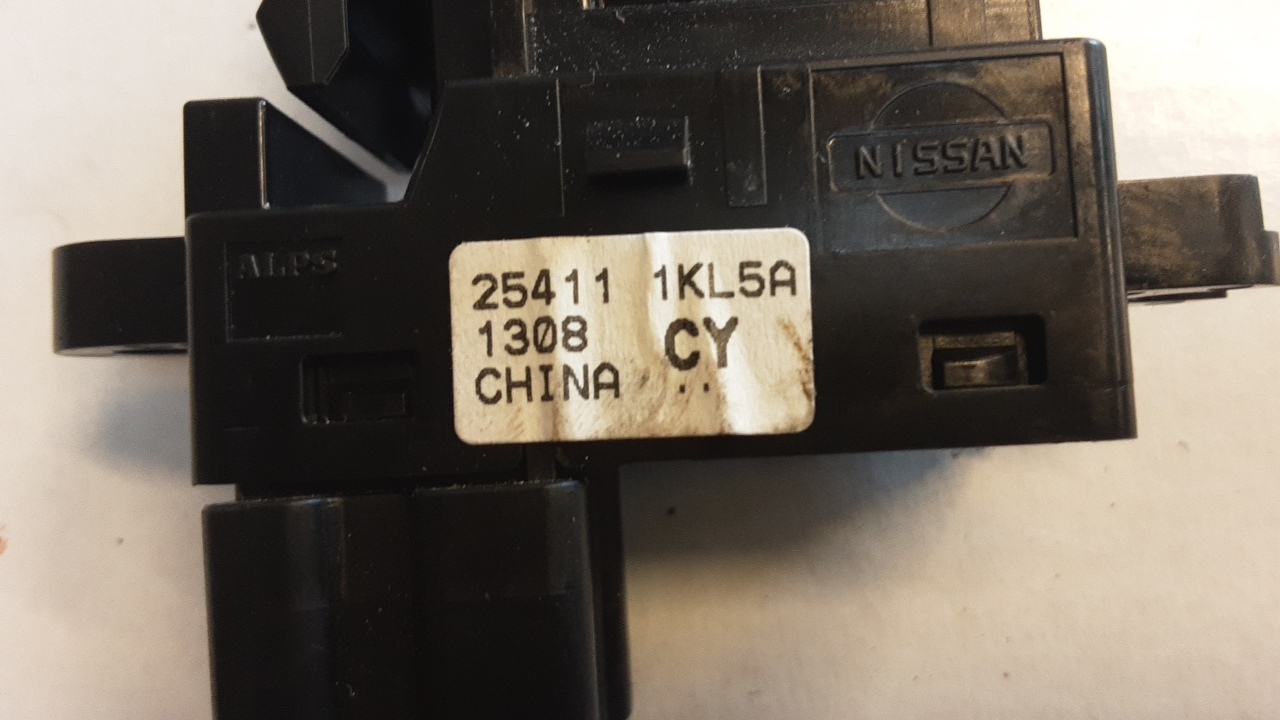 NISSAN
ALPS
25411 1KL5A
1308 CY
CHINA ..